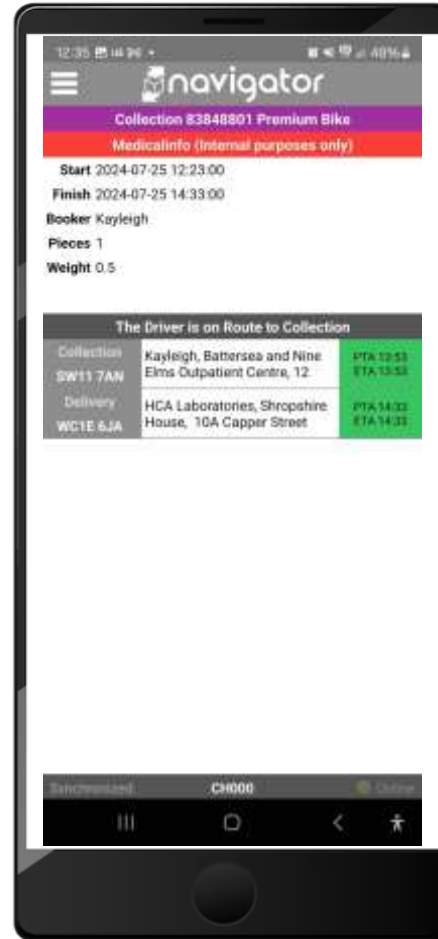 12:35
48%
navigator
Collection 83848801 Premium Bike
Medicalinfo (Internal purposes only)
Start 2024-07-25 12:23:00
Finish 2024-07-25 14:33:00
Booker Kayleigh
Pieces 1
Weight 0.5
The Driver is on Route to Collection
Collection
SW11 7AN
Kayleigh, Battersea and Nine
Elms Outpatient Centre, 12
PTA 13:53
ETA 13:53
Delivery
WC1E 6JA
HCA Laboratories, Shropshire
House, 10A Capper Street
PTA 14:33
ETA 14:33
Synchronized
CH000
Online